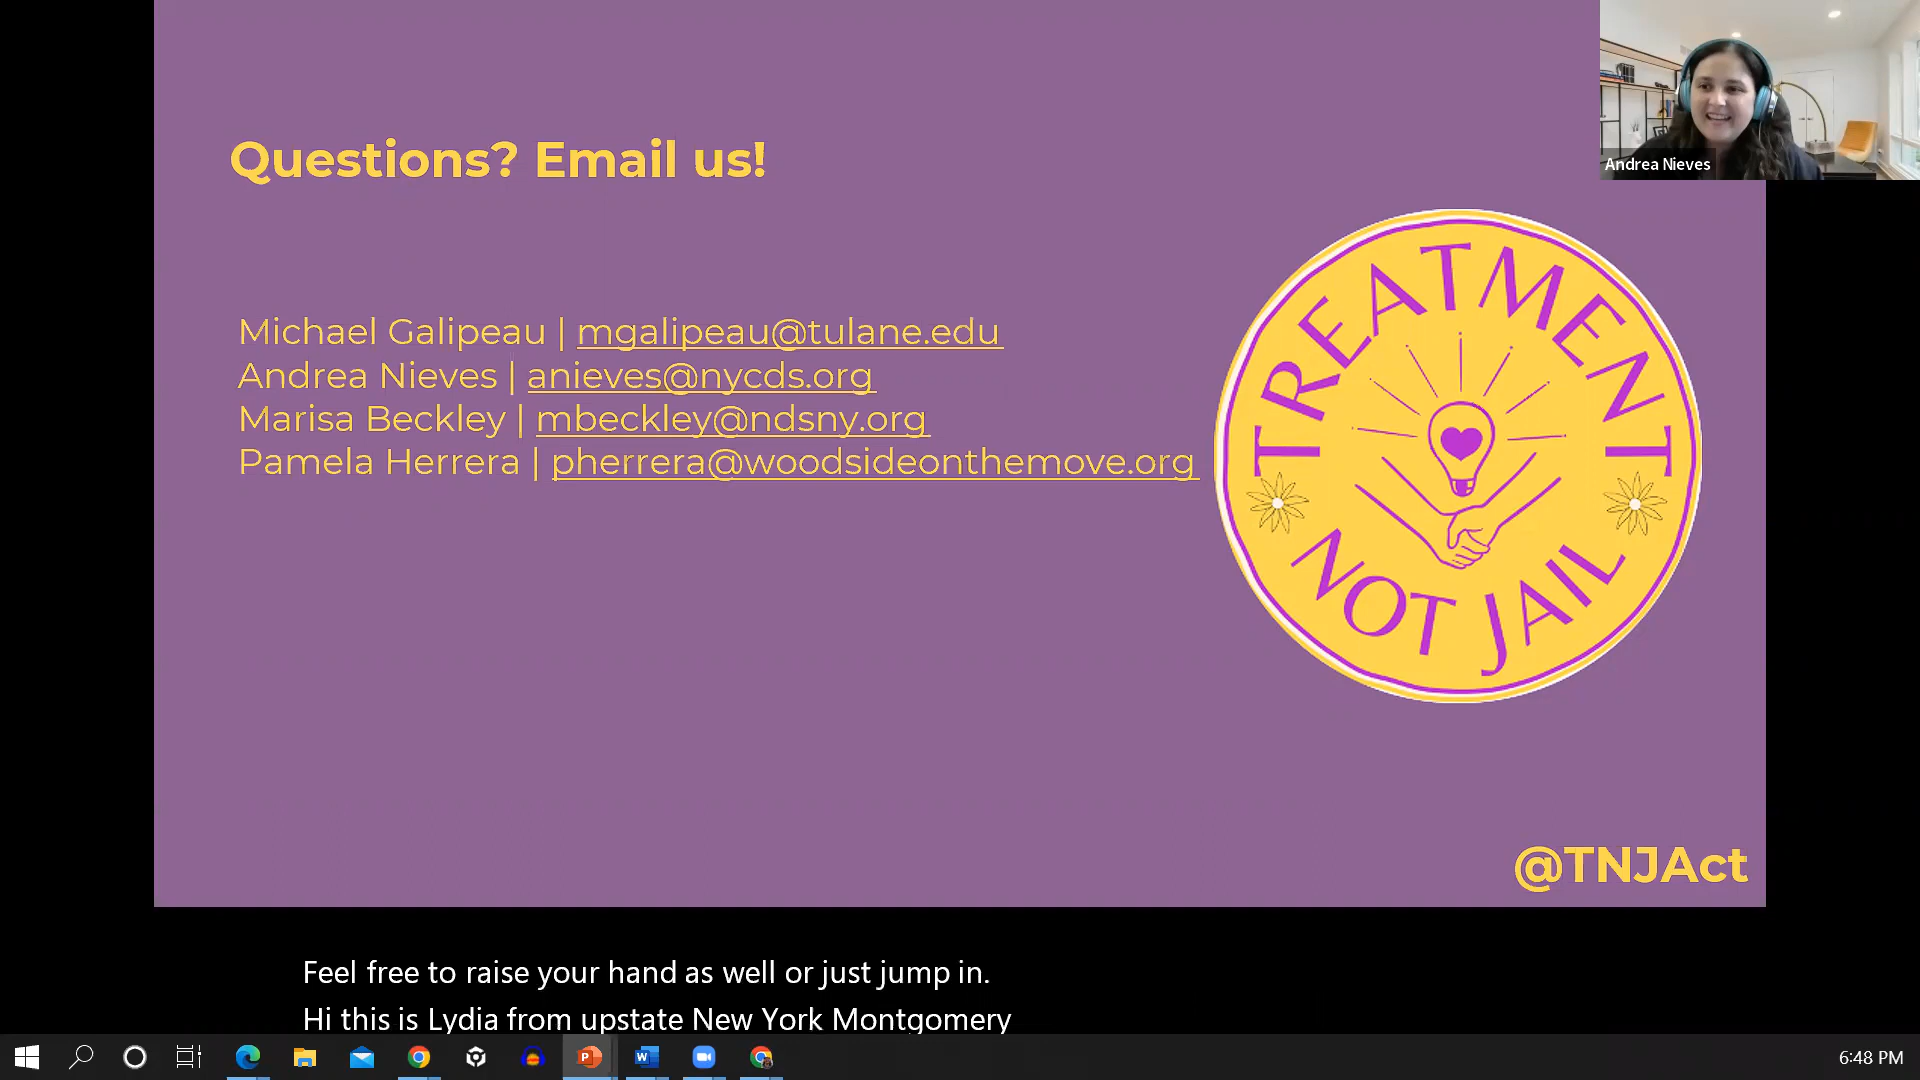 Andrea Nieves
Questions? Email us!
Michael Galipeau | mgalipeau@tulane.edu
Andrea Nieves | anieves@nycds.org
Marisa Beckley | mbeckley@ndsny.org
Pamela Herrera | pherrera@woodsideonthemove.org
TREATMENT
NOT JAIL
@TNJAct
Feel free to raise your hand as well or just jump in.
Hi this is Lydia from upstate New York Montgomery
6:48 PM